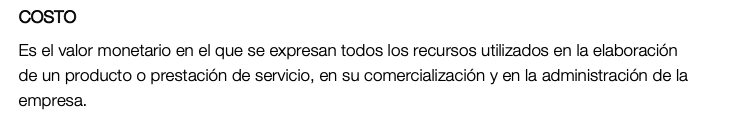 COSTO
Es el valor monetario en el que se expresan todos los recursos utilizados en la elaboración
de un producto o prestación de servicio, en su comercialización y en la administración de la
empresa.